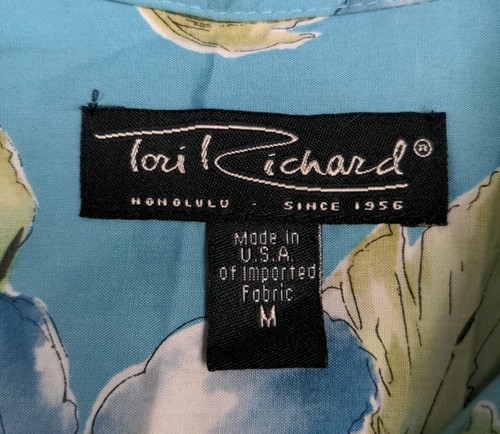 Tori Richard®
HONOLULU - SINCE 1956
Made in
U.S.A.
of Imported
Fabric
M